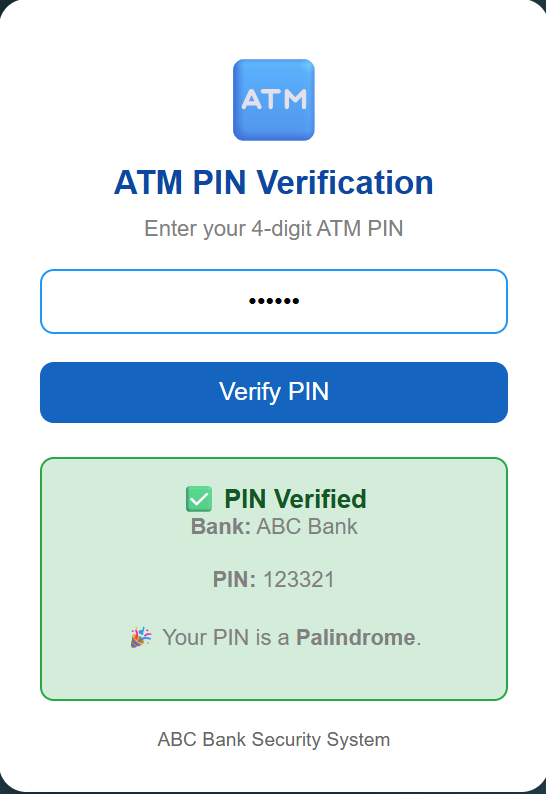 ATM
ATM PIN Verification
Enter your 4-digit ATM PIN
••••••
Verify PIN
✅ PIN Verified
Bank: ABC Bank
PIN: 123321
🎉 Your PIN is a Palindrome.
ABC Bank Security System